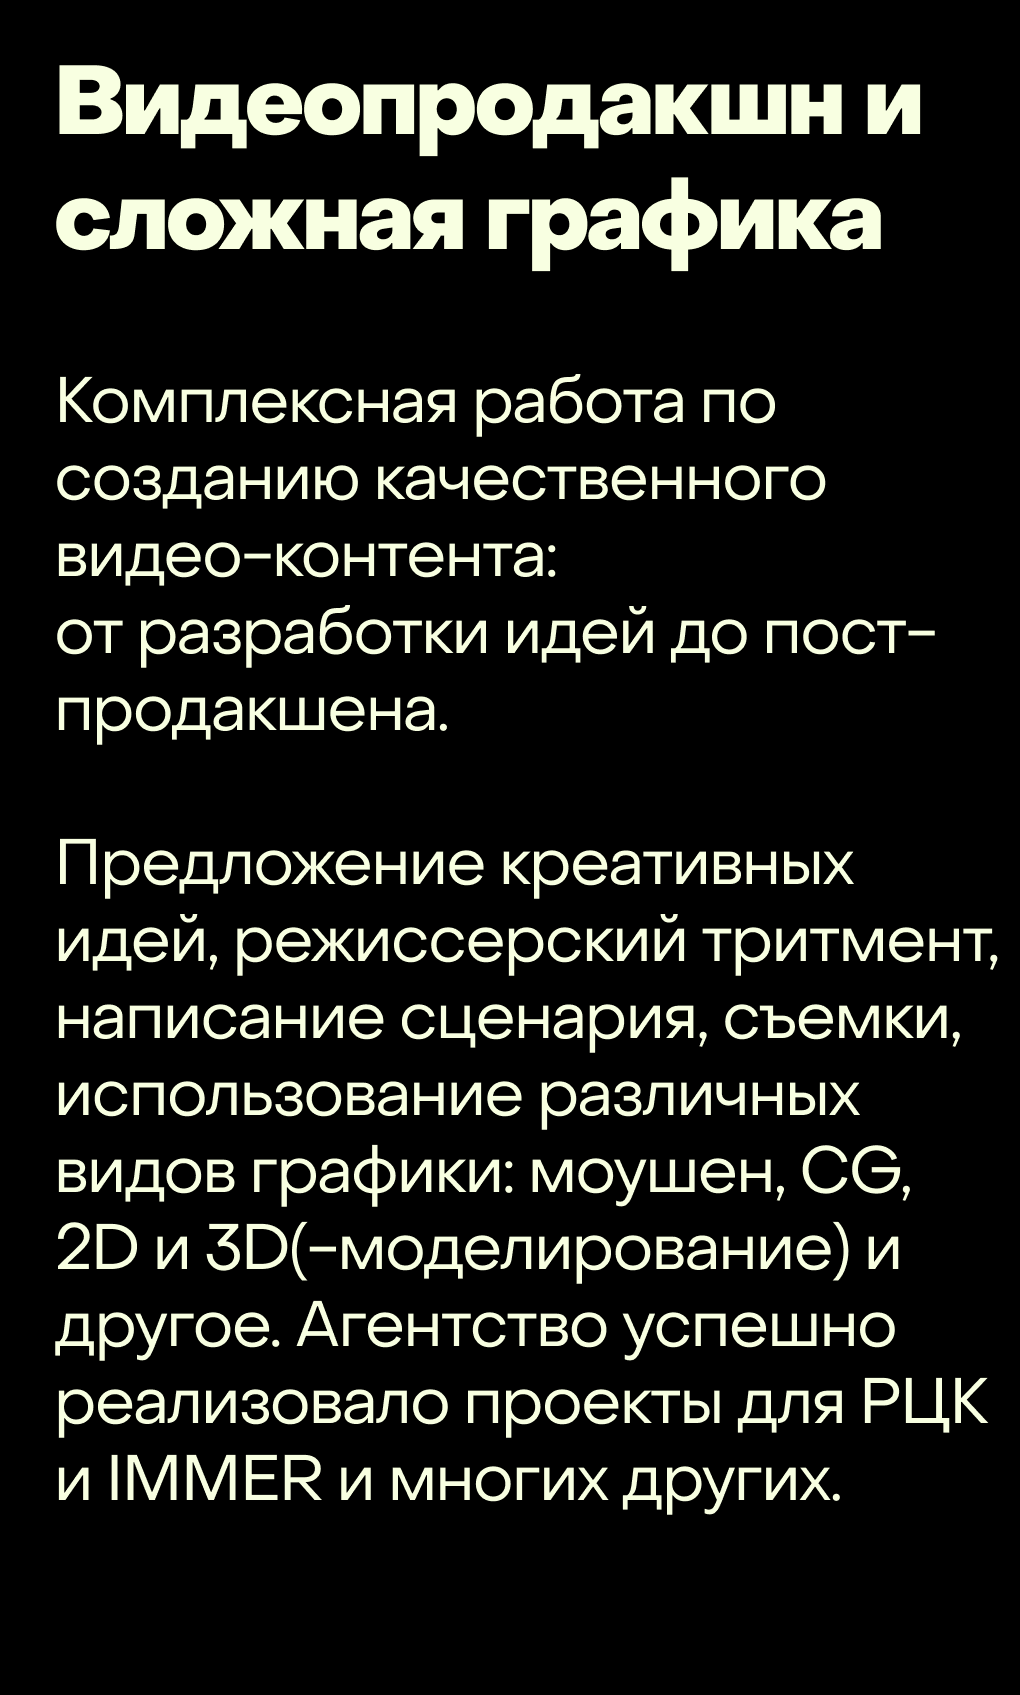 Видеопродакшн и
сложная графика
Комплексная работа по
созданию качественного
видео-контента:
от разработки идей до пост-
продакшена.
Предложение креативных
идей, режиссерский тритмент,
написание сценария, съемки,
использование различных
видов графики: моушен, CG,
2D и 3D(-моделирование) и
другое. Агентство успешно
реализовало проекты для РЦК
и IMMER и многих других.